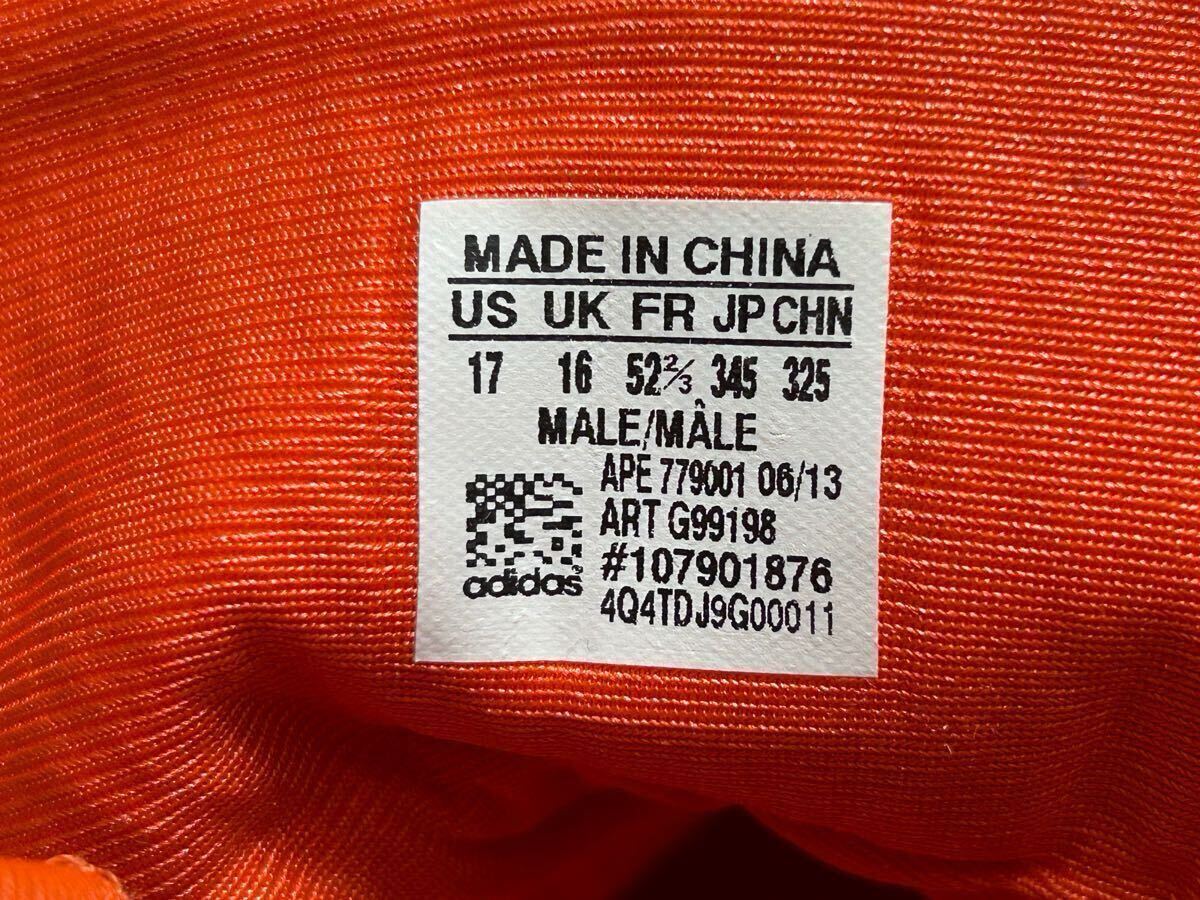 MADE IN CHINA
US UK FR JP CHN
17 16 52⅔ 345 325
MALE/MÂLE
APE 779001 06/13
ART G99198
#107901876
adidas
4Q4TDJ9G00011